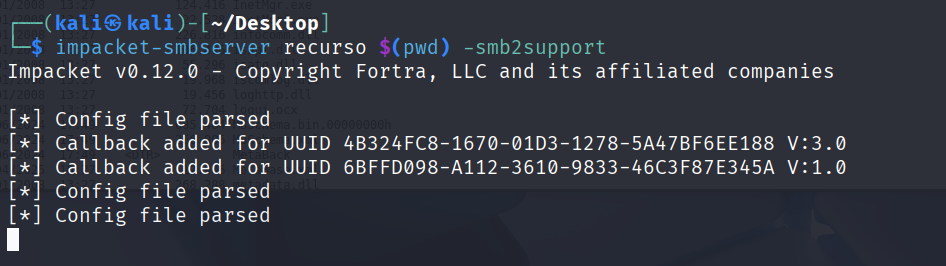 ┌──(kali㉿kali)-[~/Desktop]
└─$ impacket-smbserver recurso $(pwd) -smb2support
Impacket v0.12.0 - Copyright Fortra, LLC and its affiliated companies

[*] Config file parsed
[*] Callback added for UUID 4B324FC8-1670-01D3-1278-5A47BF6EE188 V:3.0
[*] Callback added for UUID 6BFFD098-A112-3610-9833-46C3F87E345A V:1.0
[*] Config file parsed
[*] Config file parsed